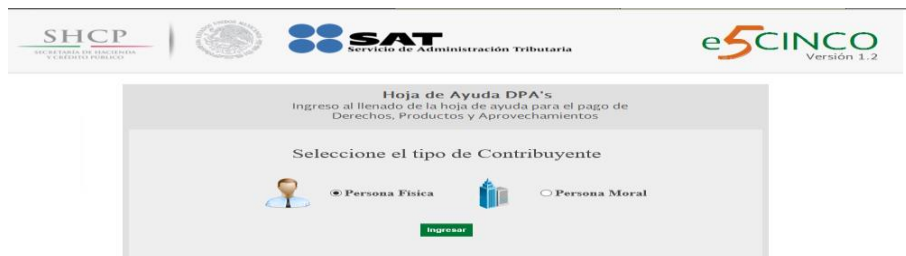 SHCP
SECRETARÍA DE HACIENDA
Y CRÉDITO PÚBLICO
SAT
Servicio de Administración Tributaria
e5CINCO
Versión 1.2
Hoja de Ayuda DPA's
Ingreso al llenado de la hoja de ayuda para el pago de
Derechos, Productos y Aprovechamientos
Seleccione el tipo de Contribuyente
Persona Física
Persona Moral
Ingresar